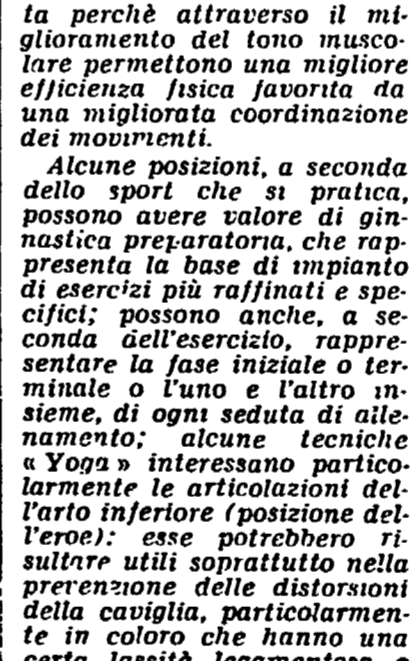 ta perchè attraverso il mi-
glioramento del tono musco-
lare permettono una migliore
efficienza fisica favorita da
una migliorata coordinazione
dei movimenti.
Alcune posizioni, a seconda
dello sport che si pratica,
possono avere valore di gin-
nastica preparatoria, che rap-
presenta la base di impianto
di esercizi più raffinati e spe-
cifici; possono anche, a se-
conda dell'esercizio, rappre-
sentare la fase iniziale o ter-
minale o l'uno e l'altro in-
sieme, di ogni seduta di alle-
namento; alcune tecniche
« Yoga » interessano partico-
larmente le articolazioni del-
l'arto inferiore (posizione del-
l'eroe): esse potrebbero ri-
sultare utili soprattutto nella
prevenzione delle distorsioni
della caviglia, particolarmen-
te in coloro che hanno una
certa lassità legamentosa e